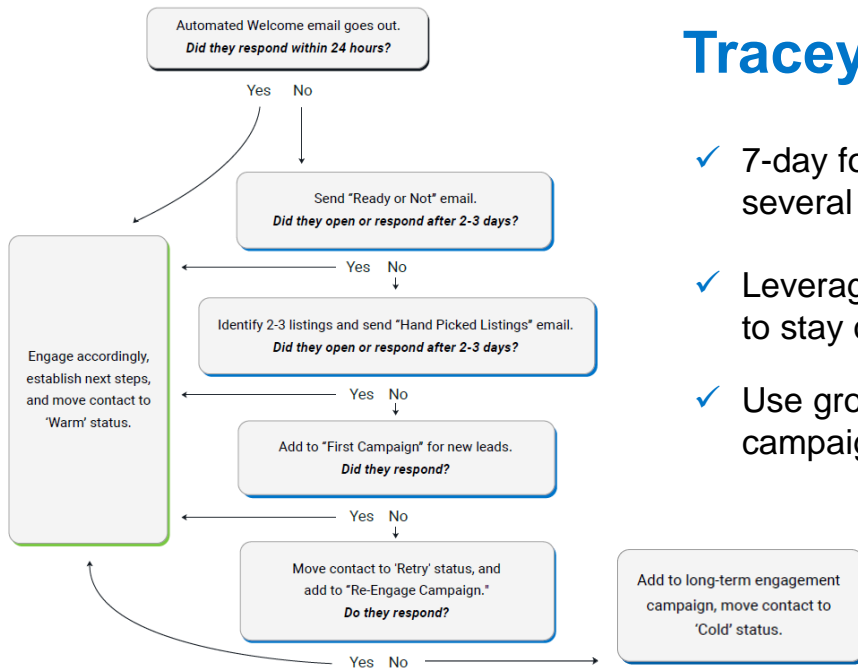 Automated Welcome email goes out.
Did they respond within 24 hours?
Yes No
Send “Ready or Not” email.
Did they open or respond after 2-3 days?
Yes No
Identify 2-3 listings and send “Hand Picked Listings” email.
Did they open or respond after 2-3 days?
Yes No
Engage accordingly,
establish next steps,
and move contact to
‘Warm’ status.
Add to “First Campaign” for new leads.
Did they respond?
Yes No
Move contact to 'Retry' status, and
add to “Re-Engage Campaign."
Do they respond?
Yes No
Add to long-term engagement
campaign, move contact to
‘Cold’ status.
Tracey
✓ 7-day fo
several
✓ Leverag
to stay
✓ Use gro
campaig